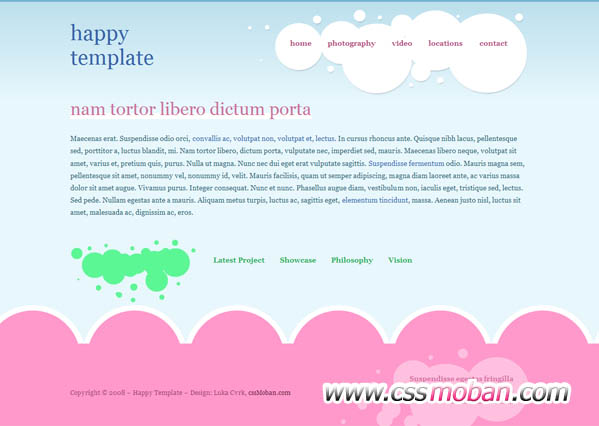 happy
template
home photography video locations contact
nam tortor libero dictum porta
Maecenas erat. Suspendisse odio orci, convallis ac, volutpat non, volutpat et, lectus. In cursus rhoncus ante. Quisque nibh lacus, pellentesque
sed, porttitor a, luctus blandit, mi. Nam tortor libero, dictum porta, vulputate nec, imperdiet sed, mauris. Maecenas libero neque, volutpat sit
amet, varius et, pretium quis, purus. Nulla ut magna. Nunc nec dui eget erat vulputate sagittis. Suspendisse fermentum odio. Mauris magna sem,
pellentesque sit amet, nonummy vel, nonummy id, velit. Mauris facilisis, quam ut semper adipiscing, magna diam laoreet ante, ac varius massa
dolor sit amet augue. Vivamus purus. Integer consequat. Nunc et nunc. Phasellus augue diam, vestibulum non, iaculis eget, tristique sed, lectus.
Sed pede. Nullam egestas ante a mauris. Aliquam metus turpis, luctus ac, sagittis eget, elementum tincidunt, massa. Aenean justo nisl, luctus sit
amet, malesuada ac, dignissim ac, eros.
Latest Project Showcase Philosophy Vision
Suspendisse egestas fringilla
Copyright © 2008 – Happy Template – Design: Luka Cvrk, cssMoban.com
www.cssmoban.com